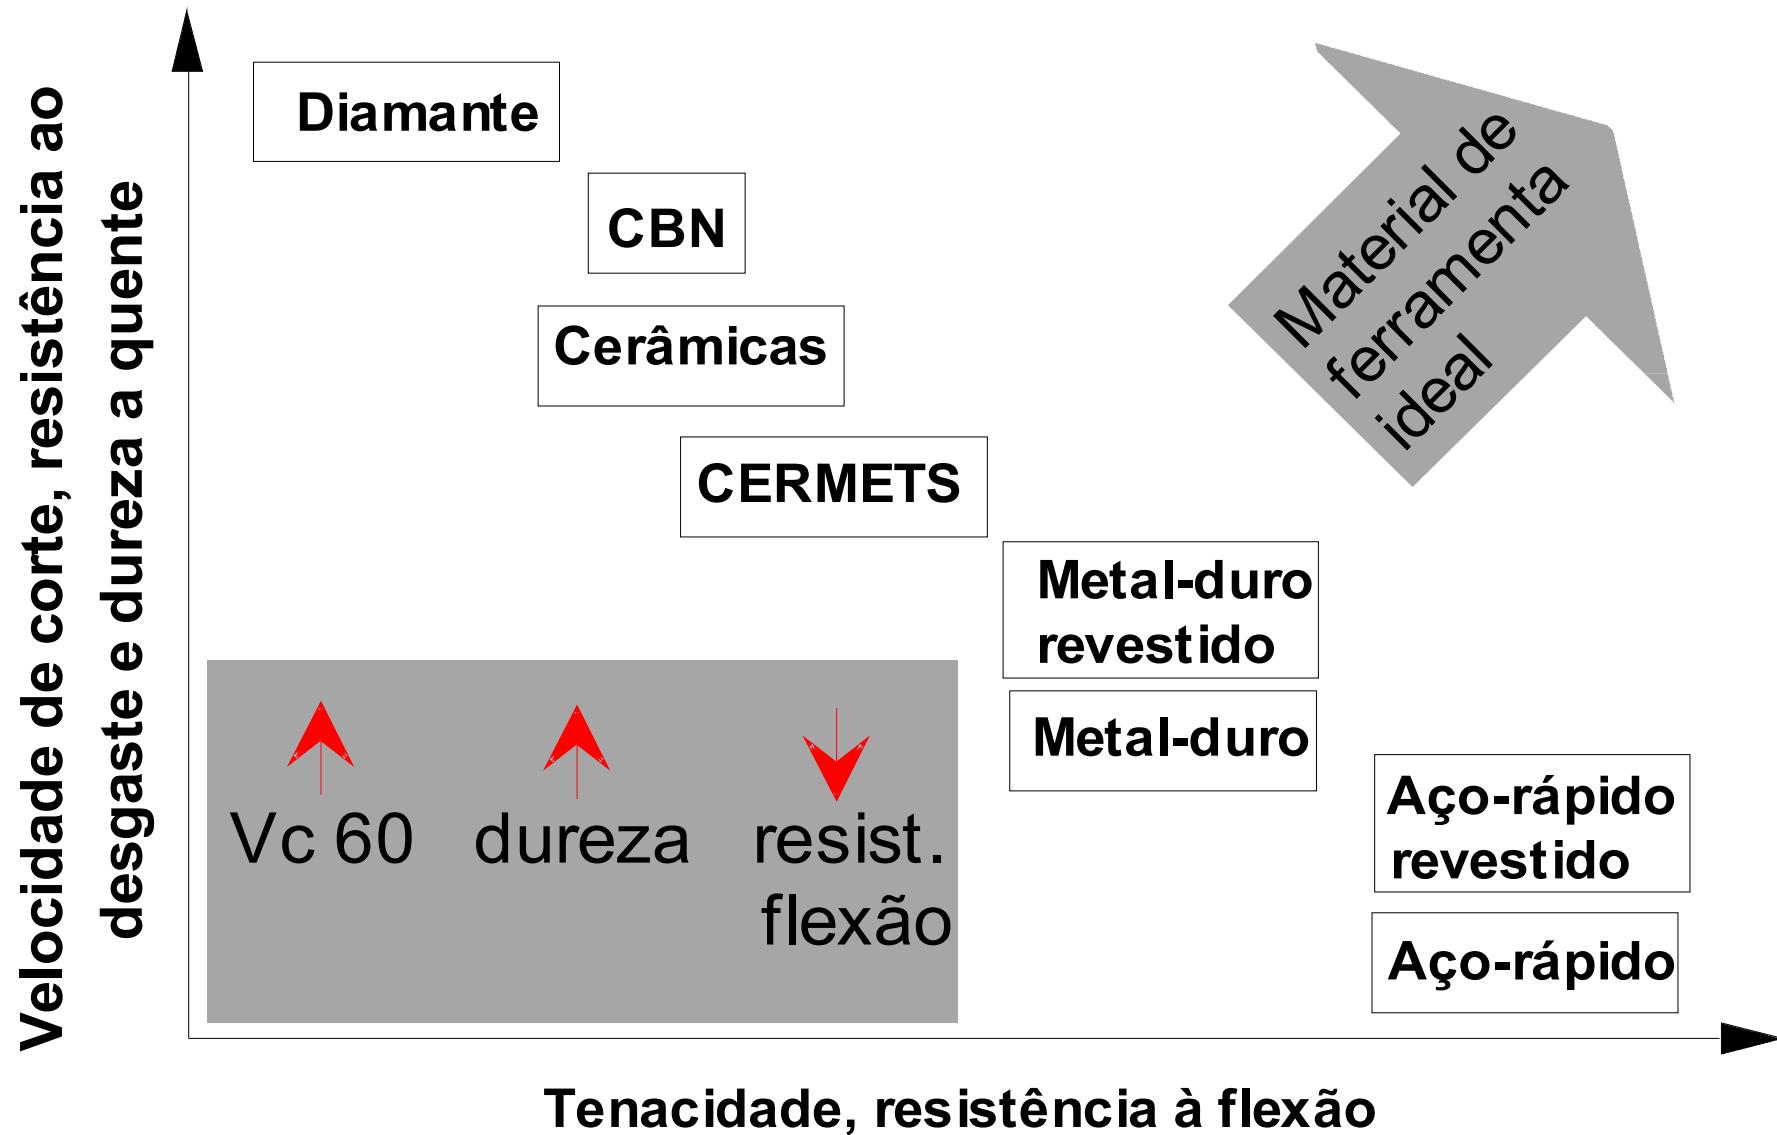 Velocidade de corte, resistência ao
desgaste e dureza a quente
Diamante
CBN
Cerâmicas
CERMETS
Metal-duro
revestido
Metal-duro
Aço-rápido
revestido
Aço-rápido
Material de
ferramenta
ideal
Vc 60
dureza
resist.
flexão
Tenacidade, resistência à flexão